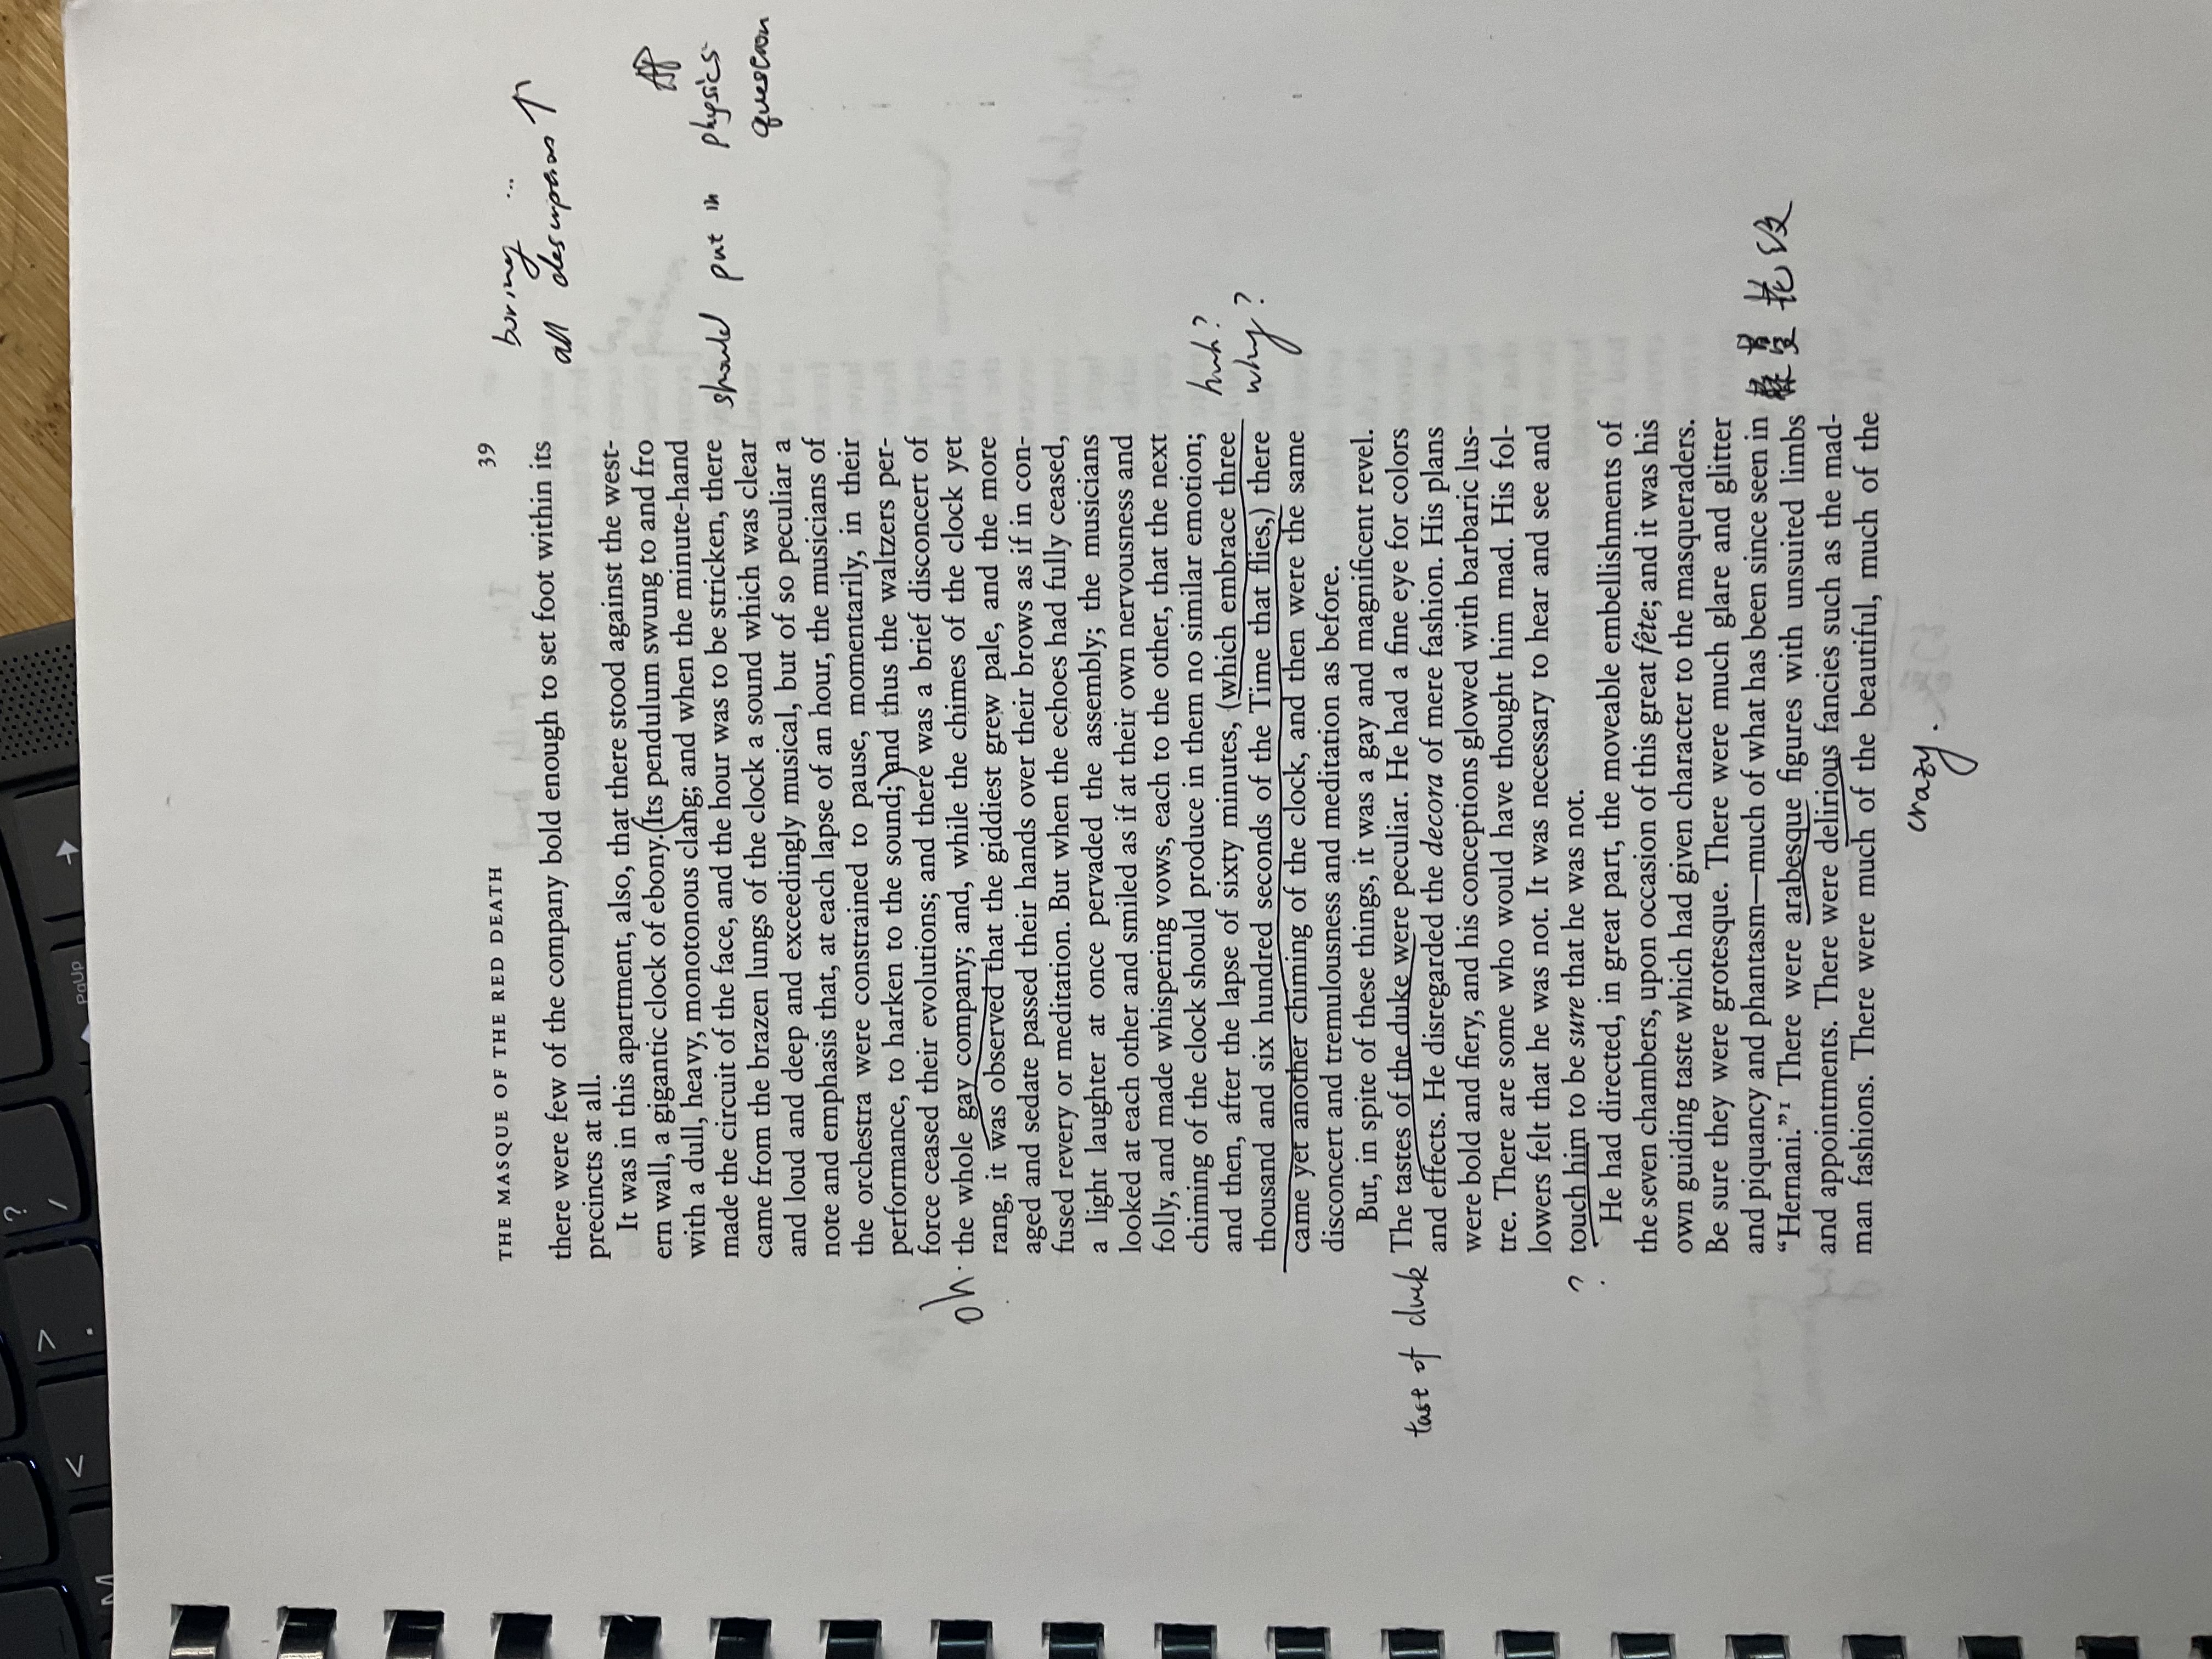 ?
/
>
.
<
M
PgUp
THE MASQUE OF THE RED DEATH 39
boring ...
all descriptions ↑
there were few of the company bold enough to set foot within its
precincts at all.
It was in this apartment, also, that there stood against the west-
ern wall, a gigantic clock of ebony. (Its pendulum swung to and fro
AP
with a dull, heavy, monotonous clang; and when the minute-hand
made the circuit of the face, and the hour was to be stricken, there
should put in physics
question
came from the brazen lungs of the clock a sound which was clear
and loud and deep and exceedingly musical, but of so peculiar a
note and emphasis that, at each lapse of an hour, the musicians of
the orchestra were constrained to pause, momentarily, in their
performance, to harken to the sound;) and thus the waltzers per-
force ceased their evolutions; and there was a brief disconcert of
oh.
the whole gay company; and, while the chimes of the clock yet
rang, it was observed that the giddiest grew pale, and the more
aged and sedate passed their hands over their brows as if in con-
fused revery or meditation. But when the echoes had fully ceased,
a light laughter at once pervaded the assembly; the musicians
looked at each other and smiled as if at their own nervousness and
folly, and made whispering vows, each to the other, that the next
chiming of the clock should produce in them no similar emotion;
huh?
and then, after the lapse of sixty minutes, (which embrace three
why?
thousand and six hundred seconds of the Time that flies,) there
came yet another chiming of the clock, and then were the same
disconcert and tremulousness and meditation as before.
But, in spite of these things, it was a gay and magnificent revel.
tast of duck
The tastes of the duke were peculiar. He had a fine eye for colors
and effects. He disregarded the decora of mere fashion. His plans
were bold and fiery, and his conceptions glowed with barbaric lus-
tre. There are some who would have thought him mad. His fol-
lowers felt that he was not. It was necessary to hear and see and
?
touch him to be sure that he was not.
He had directed, in great part, the moveable embellishments of
the seven chambers, upon occasion of this great fête; and it was his
own guiding taste which had given character to the masqueraders.
Be sure they were grotesque. There were much glare and glitter
and piquancy and phantasm—much of what has been since seen in
蔓花纹
"Hernani."¹ There were arabesque figures with unsuited limbs
and appointments. There were delirious fancies such as the mad-
man fashions. There were much of the beautiful, much of the
crazy.